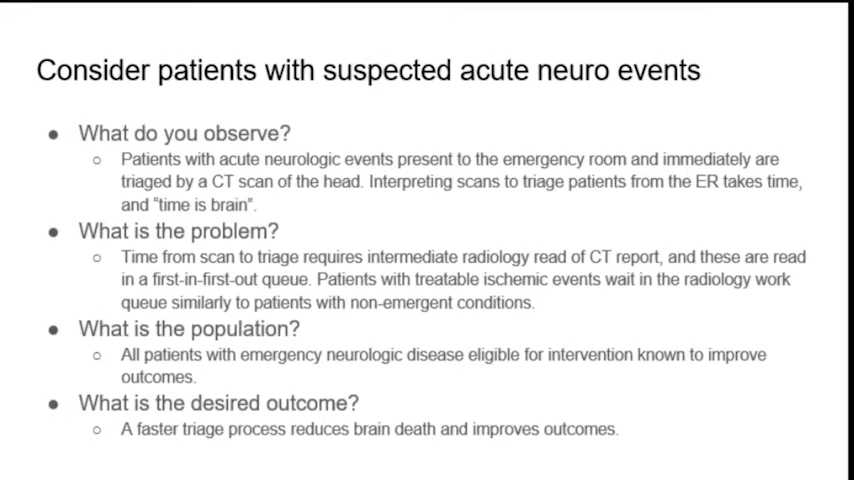 Consider patients with suspected acute neuro events
● What do you observe?
○ Patients with acute neurologic events present to the emergency room and immediately are
triaged by a CT scan of the head. Interpreting scans to triage patients from the ER takes time,
and “time is brain”.
● What is the problem?
○ Time from scan to triage requires intermediate radiology read of CT report, and these are read
in a first-in-first-out queue. Patients with treatable ischemic events wait in the radiology work
queue similarly to patients with non-emergent conditions.
● What is the population?
○ All patients with emergency neurologic disease eligible for intervention known to improve
outcomes.
● What is the desired outcome?
○ A faster triage process reduces brain death and improves outcomes.